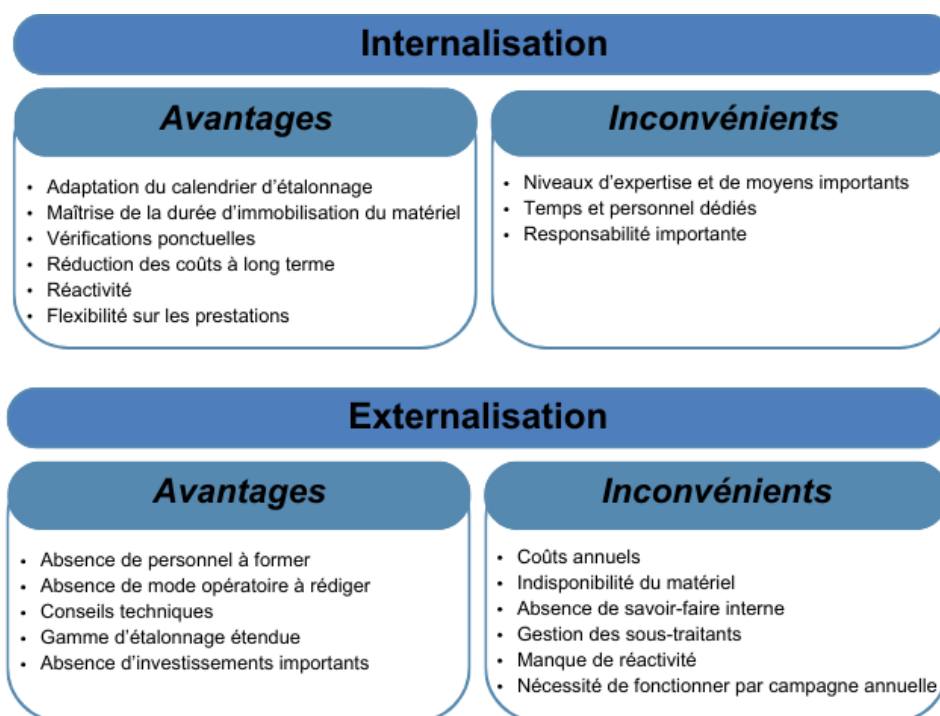 Internalisation
Avantages
Adaptation du calendrier d'étalonnage
Maîtrise de la durée d'immobilisation du matériel
Vérifications ponctuelles
Réduction des coûts à long terme
Réactivité
Flexibilité sur les prestations
Inconvénients
Niveaux d'expertise et de moyens importants
Temps et personnel dédiés
Responsabilité importante
Externalisation
Avantages
Absence de personnel à former
Absence de mode opératoire à rédiger
Conseils techniques
Gamme d'étalonnage étendue
Absence d'investissements importants
Inconvénients
Coûts annuels
Indisponibilité du matériel
Absence de savoir-faire interne
Gestion des sous-traitants
Manque de réactivité
Nécessité de fonctionner par campagne annuelle